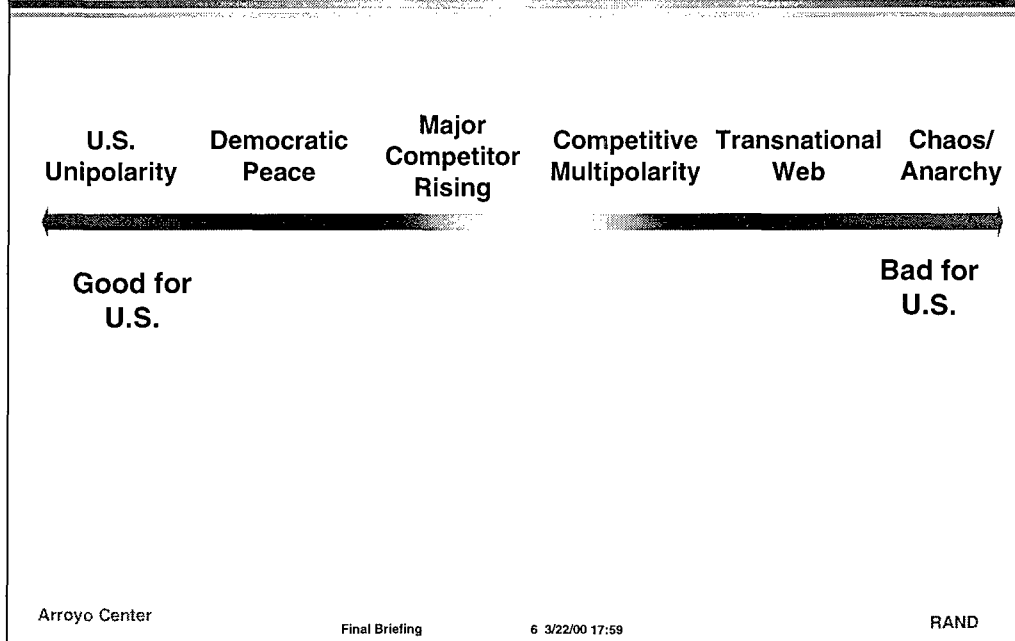 U.S.
Unipolarity
Democratic
Peace
Major
Competitor
Rising
Competitive
Multipolarity
Transnational
Web
Chaos/
Anarchy
Good for
U.S.
Bad for
U.S.
Arroyo Center
Final Briefing
6 3/22/00 17:59
RAND